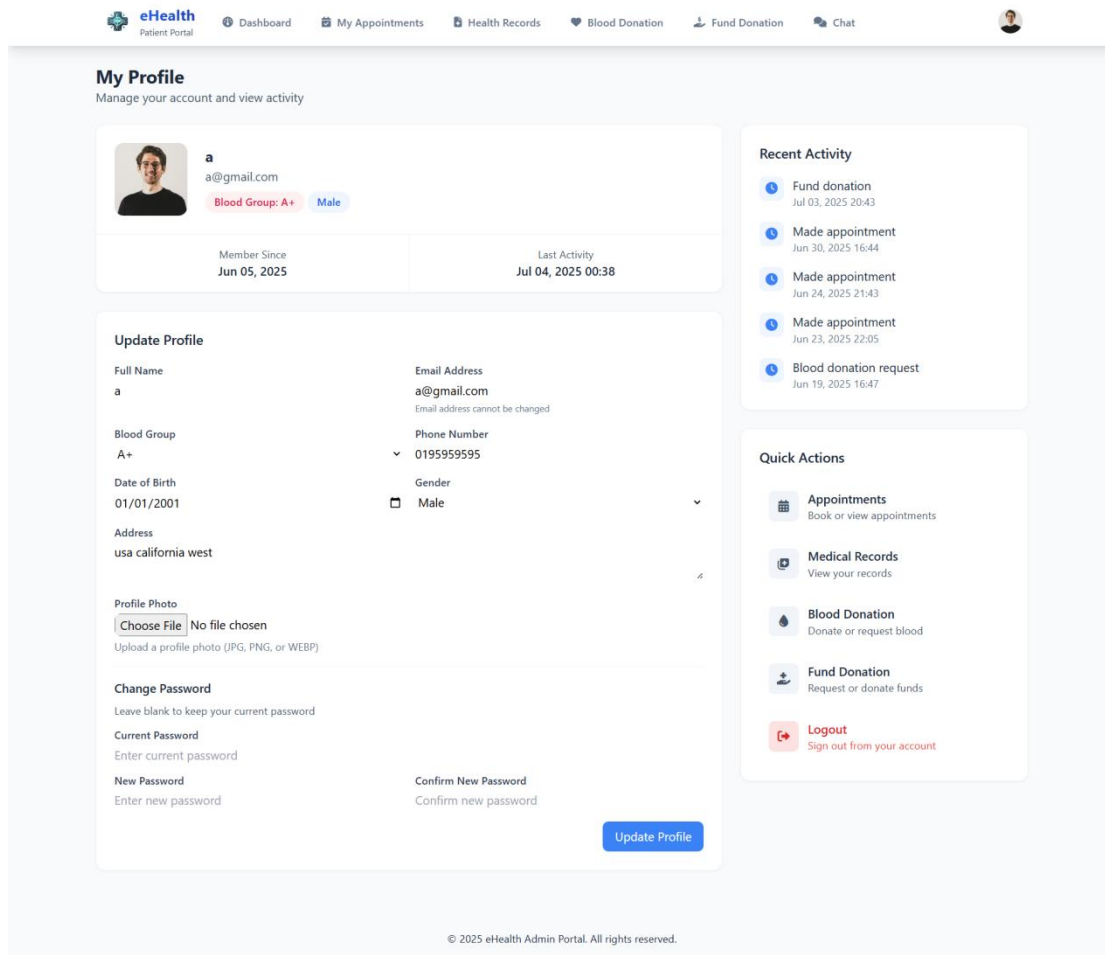 eHealth
Patient Portal
Dashboard
My Appointments
Health Records
Blood Donation
Fund Donation
Chat
My Profile
Manage your account and view activity
a
a@gmail.com
Blood Group: A+ Male
Member Since
Jun 05, 2025
Last Activity
Jul 04, 2025 00:38
Update Profile
Full Name
a
Email Address
a@gmail.com
Email address cannot be changed
Blood Group
A+
Phone Number
0195959595
Date of Birth
01/01/2001
Gender
Male
Address
usa california west
Profile Photo
Choose File No file chosen
Upload a profile photo (JPG, PNG, or WEBP)
Change Password
Leave blank to keep your current password
Current Password
Enter current password
New Password
Enter new password
Confirm New Password
Confirm new password
Update Profile
Recent Activity
Fund donation
Jul 03, 2025 20:43
Made appointment
Jun 30, 2025 16:44
Made appointment
Jun 24, 2025 21:43
Made appointment
Jun 23, 2025 22:05
Blood donation request
Jun 19, 2025 16:47
Quick Actions
Appointments
Book or view appointments
Medical Records
View your records
Blood Donation
Donate or request blood
Fund Donation
Request or donate funds
Logout
Sign out from your account
© 2025 eHealth Admin Portal. All rights reserved.